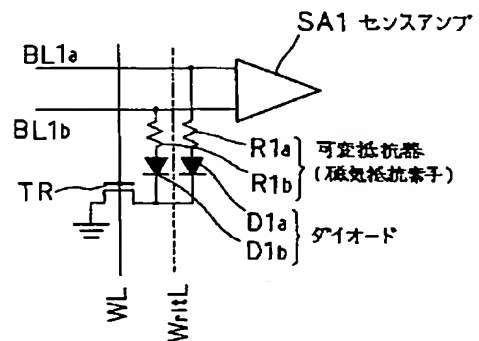 SA1 センスアンプ
BL1a
BL1b
R1a
R1b
可変抵抗器
(磁気抵抗素子)
TR
D1a
D1b
ダイオード
WL
WritL